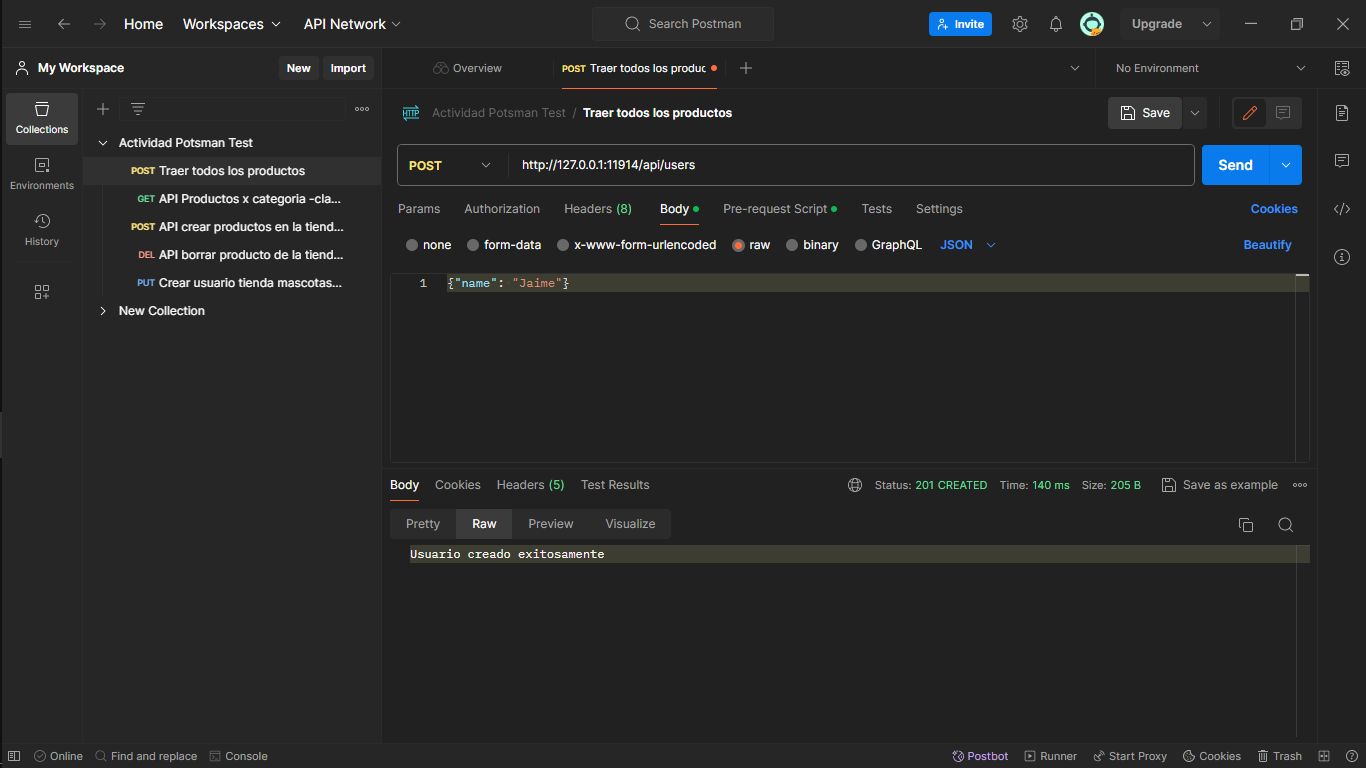 Home Workspaces API Network Search Postman Invite Upgrade
My Workspace New Import Overview POST Traer todos los produc No Environment
Collections
Environments
History
Actividad Potsman Test
POST Traer todos los productos
GET API Productos x categoria -cla...
POST API crear productos en la tiend...
DEL API borrar producto de la tiend...
PUT Crear usuario tienda mascotas...
New Collection
HTTP Actividad Potsman Test / Traer todos los productos Save
POST http://127.0.0.1:11914/api/users Send
Params Authorization Headers (8) Body Pre-request Script Tests Settings Cookies
none form-data x-www-form-urlencoded raw binary GraphQL JSON Beautify
1 {"name": "Jaime"}
Body Cookies Headers (5) Test Results Status: 201 CREATED Time: 140 ms Size: 205 B Save as example
Pretty Raw Preview Visualize
Usuario creado exitosamente
Online Find and replace Console Postbot Runner Start Proxy Cookies Trash